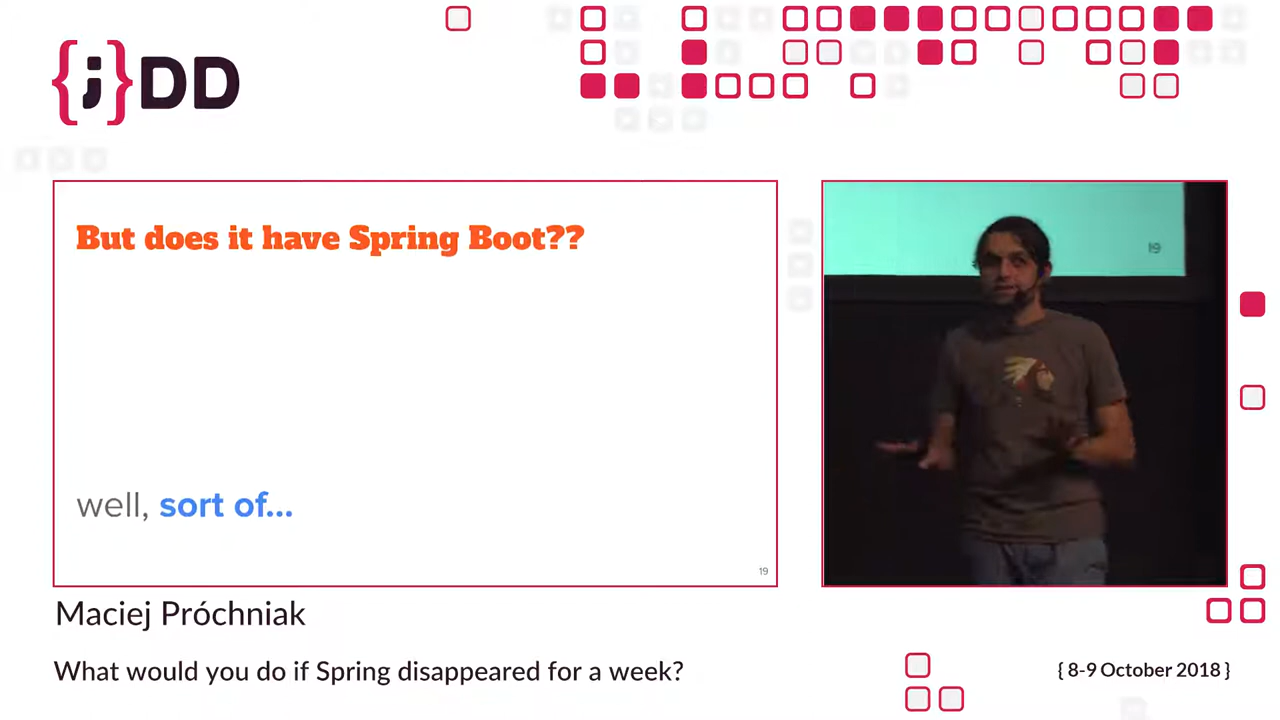 {j}DD
But does it have Spring Boot??
well, sort of...
19
19
Maciej Próchniak
What would you do if Spring disappeared for a week?
{ 8-9 October 2018 }